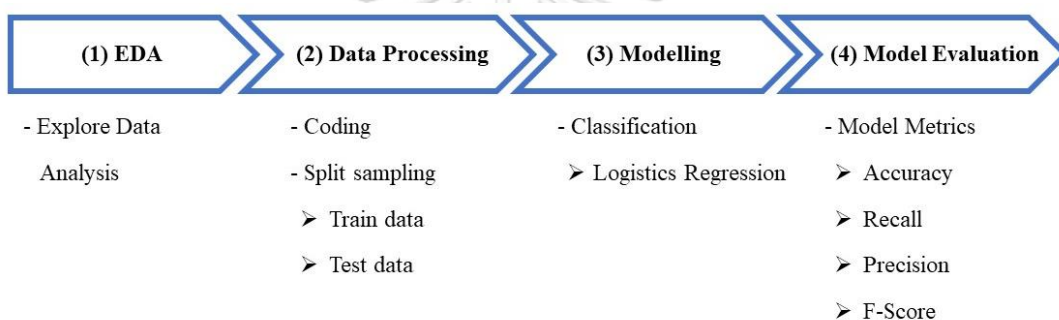 (1) EDA
(2) Data Processing
(3) Modelling
(4) Model Evaluation
- Explore Data
Analysis
- Coding
- Split sampling
➢ Train data
➢ Test data
- Classification
➢ Logistics Regression
- Model Metrics
➢ Accuracy
➢ Recall
➢ Precision
➢ F-Score